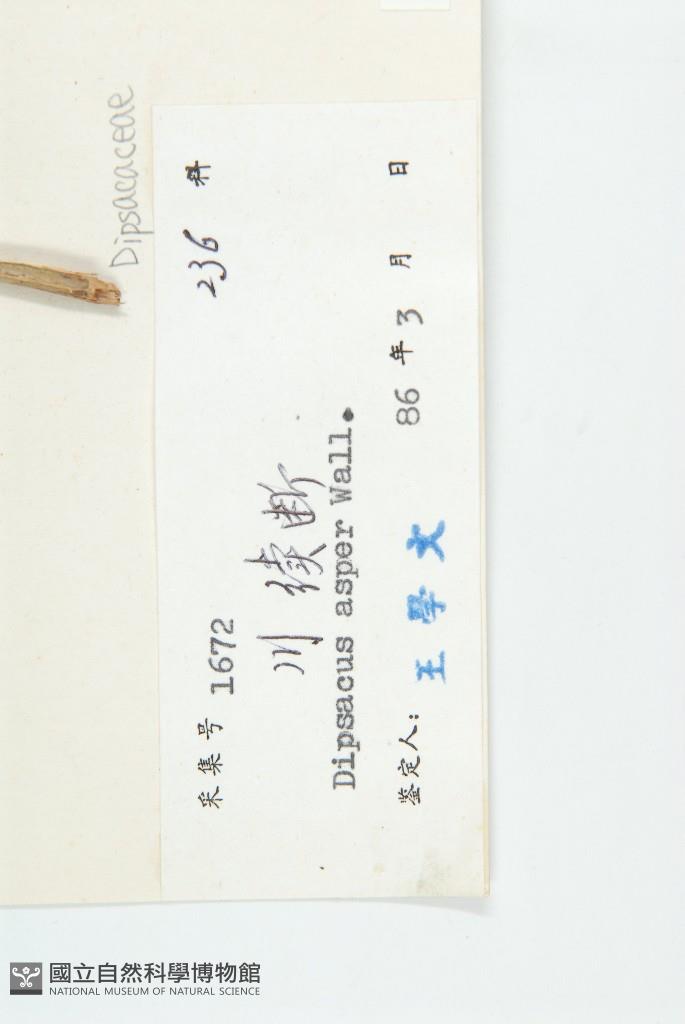 Dipsacaceae
采集号 1672 236 科
川续断
Dipsacus asper Wall.
鉴定人: 王學文 86 年 3 月 日
國立自然科學博物館
NATIONAL MUSEUM OF NATURAL SCIENCE